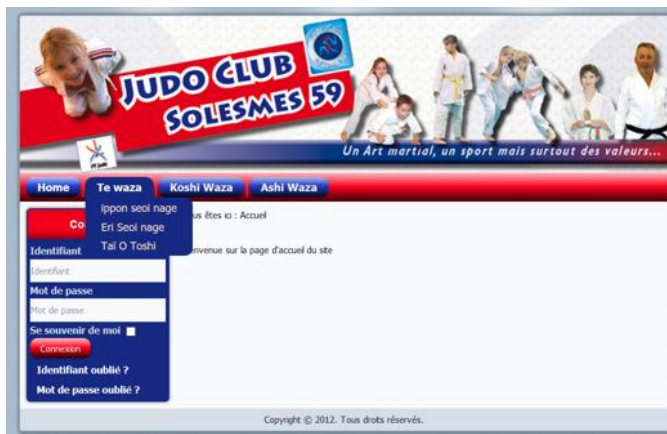 JUDO CLUB
SOLESMES 59
Un Art martial, un sport mais surtout des valeurs...
Home Te waza Koshi Waza Ashi Waza
ippon seoi nage
Eri Seoi nage
Taï O Toshi
us êtes ici : Accueil
envenue sur la page d'accueil du site
Co
Identifiant
Identifiant
Mot de passe
Mot de passe
Se souvenir de moi
Connexion
Identifiant oublié ?
Mot de passe oublié ?
Copyright © 2012. Tous droits réservés.